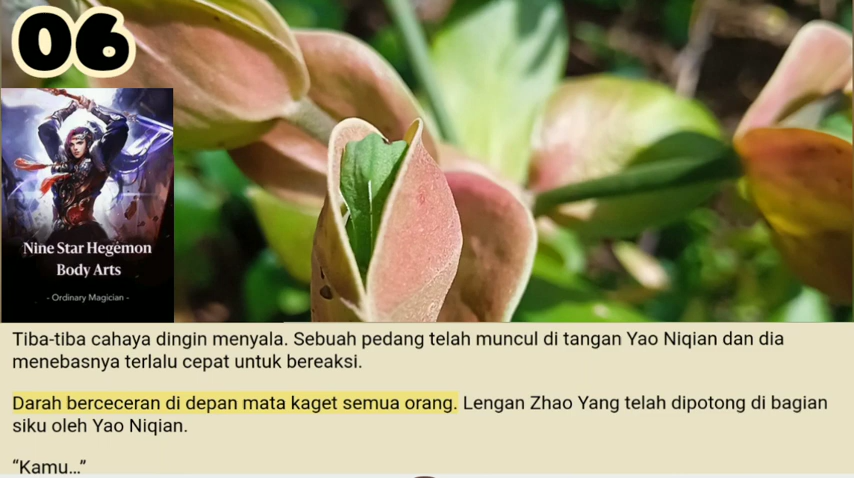 06
Nine Star Hegemon
Body Arts
- Ordinary Magician -
Tiba-tiba cahaya dingin menyala. Sebuah pedang telah muncul di tangan Yao Niqian dan dia
menebasnya terlalu cepat untuk bereaksi.
Darah berceceran di depan mata kaget semua orang. Lengan Zhao Yang telah dipotong di bagian
siku oleh Yao Niqian.
“Kamu…”